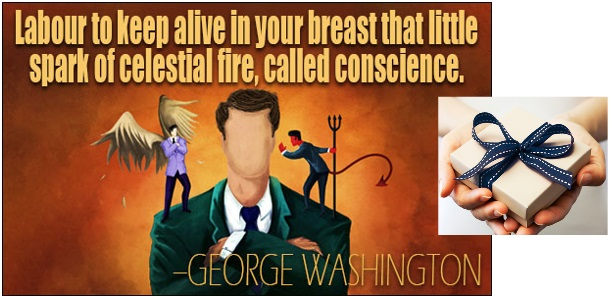 Labour to keep alive in your breast that little
spark of celestial fire, called conscience.
–GEORGE WASHINGTON